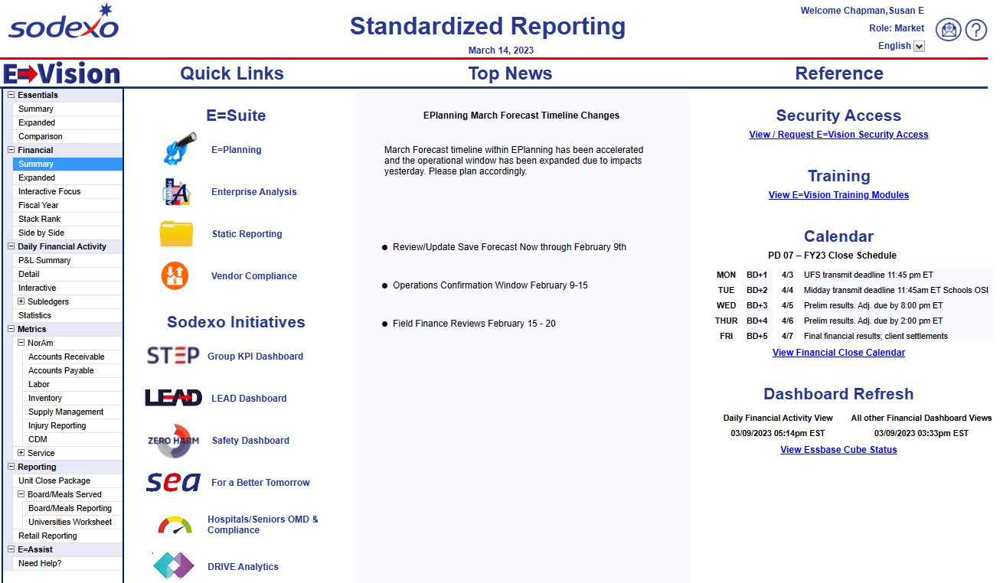 sodexo
Standardized Reporting
March 14, 2023
Welcome Chapman,Susan E
Role: Market
English
E=Vision
Quick Links
Top News
Reference
Essentials
Summary
Expanded
Comparison
Financial
Summary
Expanded
Interactive Focus
Fiscal Year
Stack Rank
Side by Side
Daily Financial Activity
P&L Summary
Detail
Interactive
Subledgers
Statistics
Metrics
NorAm
Accounts Receivable
Accounts Payable
Labor
Inventory
Supply Management
Injury Reporting
CDM
Service
Reporting
Unit Close Package
Board/Meals Served
Board/Meals Reporting
Universities Worksheet
Retail Reporting
E=Assist
Need Help?
E=Suite
E=Planning
Analysis A
Enterprise Analysis
Static Reporting
Vendor Compliance
Sodexo Initiatives
STEP
Group KPI Dashboard
LEAD
LEAD Dashboard
ZERO HARM
Safety Dashboard
sea
For a Better Tomorrow
Hospitals/Seniors OMD &
Compliance
DRIVE Analytics
EPlanning March Forecast Timeline Changes
March Forecast timeline within EPlanning has been accelerated
and the operational window has been expanded due to impacts
yesterday. Please plan accordingly.
● Review/Update Save Forecast Now through February 9th
● Operations Confirmation Window February 9-15
● Field Finance Reviews February 15 - 20
Security Access
View / Request E=Vision Security Access
Training
View E=Vision Training Modules
Calendar
PD 07 – FY23 Close Schedule
MON BD+1 4/3 UFS transmit deadline 11:45 pm ET
TUE BD+2 4/4 Midday transmit deadline 11:45am ET Schools OSI
WED BD+3 4/5 Prelim results. Adj. due by 8:00 pm ET
THUR BD+4 4/6 Prelim results. Adj. due by 2:00 pm ET
FRI BD+5 4/7 Final financial results; client settlements
View Financial Close Calendar
Dashboard Refresh
Daily Financial Activity View All other Financial Dashboard Views
03/09/2023 05:14pm EST 03/09/2023 03:33pm EST
View Essbase Cube Status